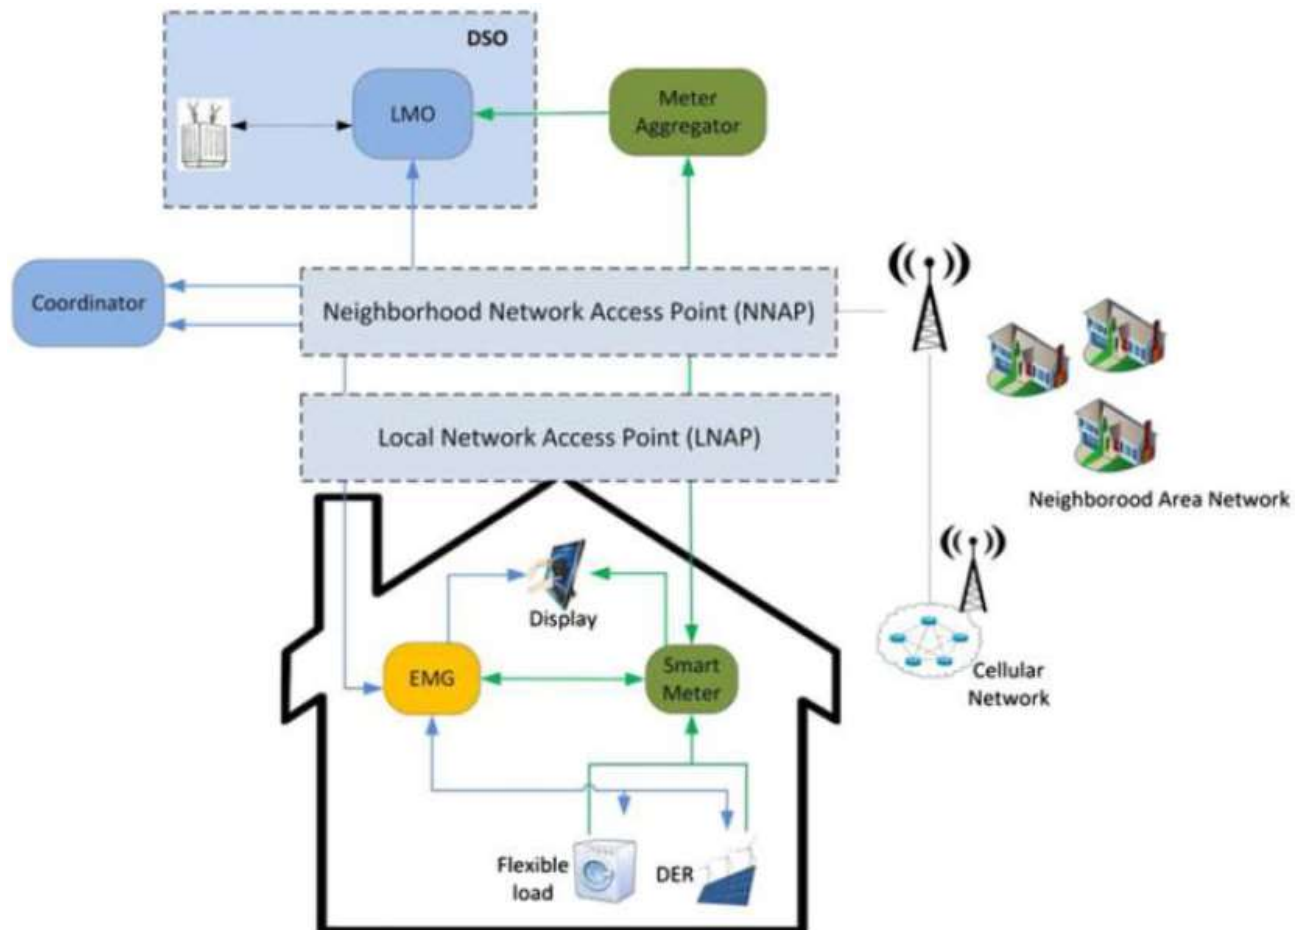 DSO
LMO
Meter
Aggregator
Coordinator
Neighborhood Network Access Point (NNAP)
Local Network Access Point (LNAP)
Neighborood Area Network
Display
EMG
Smart
Meter
Cellular
Network
Flexible
load
DER